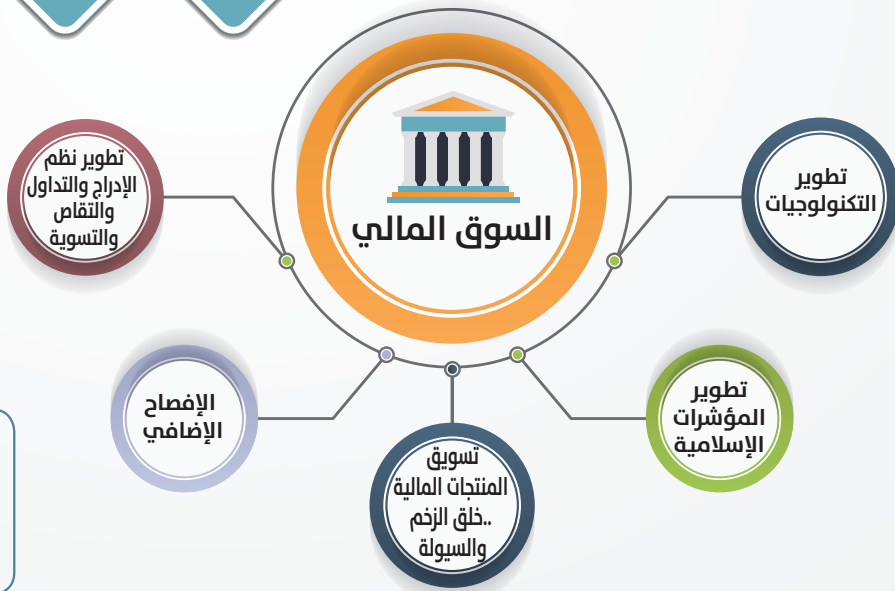 السوق المالي
تطوير
التكنولوجيات
تطوير
المؤشرات
الإسلامية
تسويق
المنتجات المالية
..خلق الزخم
والسيولة
الإفصاح
الإضافي
تطوير نظم
الإدراج والتداول
والتقاص
والتسوية